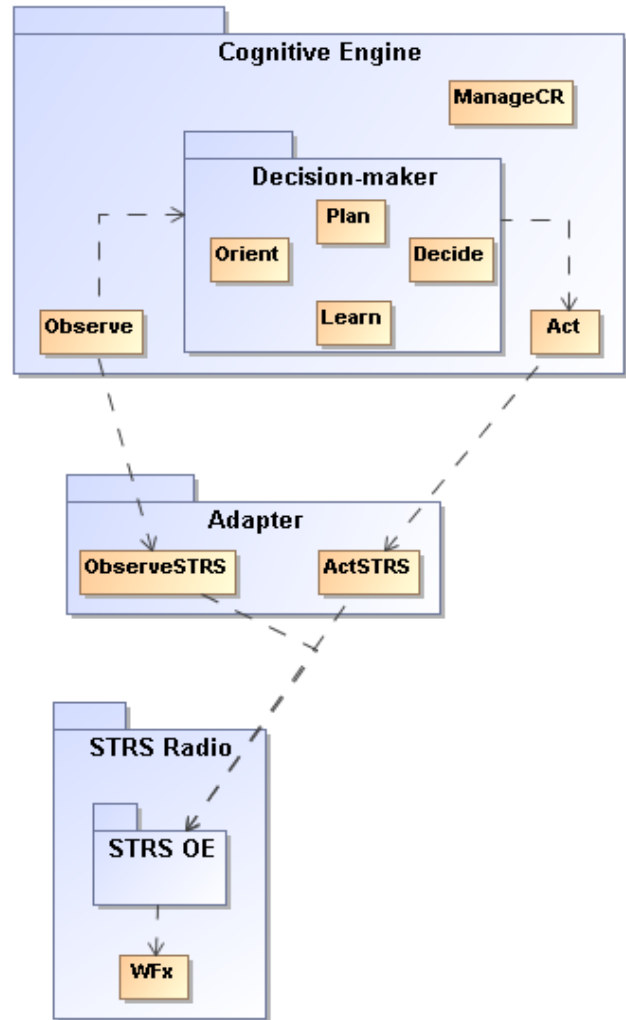 Cognitive Engine
ManageCR
Decision-maker
Plan
Orient
Decide
Learn
Observe
Act
Adapter
ObserveSTRS
ActSTRS
STRS Radio
STRS OE
WFx